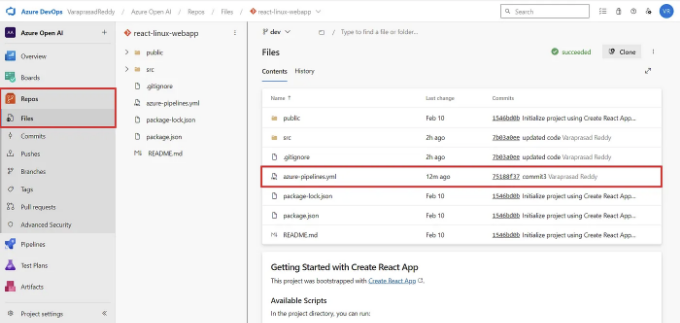 Azure DevOps VaraprasadReddy / Azure Open AI / Repos / Files / react-linux-webapp
Search
VR
AA Azure Open AI +
Overview
Boards
Repos
Files
Commits
Pushes
Branches
Tags
Pull requests
Advanced Security
Pipelines
Test Plans
Artifacts
Project settings
react-linux-webapp
public
src
.gitignore
azure-pipelines.yml
package-lock.json
package.json
README.md
dev / Type to find a file or folder...
Files
succeeded
Clone
Contents History
Name Last change Commits
public Feb 10 1546bd0b Initialize project using Create React App...
src 2h ago 7b03a0ee updated code Varaprasad Reddy
.gitignore 2h ago 7b03a0ee updated code Varaprasad Reddy
azure-pipelines.yml 12m ago 75188f37 commit3 Varaprasad Reddy
package-lock.json Feb 10 1546bd0b Initialize project using Create React App...
package.json Feb 10 1546bd0b Initialize project using Create React App...
README.md Feb 10 1546bd0b Initialize project using Create React App...
Getting Started with Create React App
This project was bootstrapped with Create React App.
Available Scripts
In the project directory, you can run: